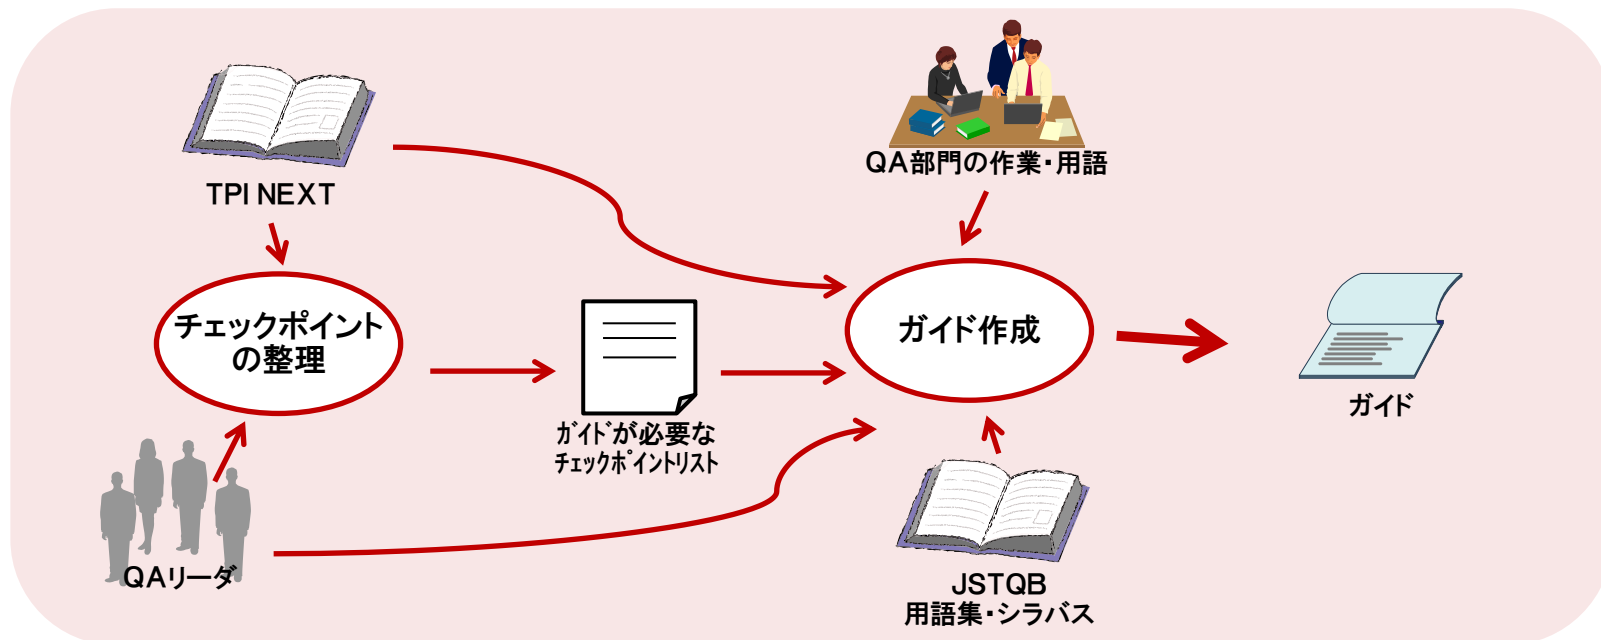 TPI NEXT
QA部門の作業・用語
チェックポイント
の整理
ガイド作成
ｶﾞｲﾄﾞが必要な
ﾁｪｯｸﾎﾟｲﾝﾄﾘｽﾄ
ガイド
QAリーダ
JSTQB
用語集・シラバス